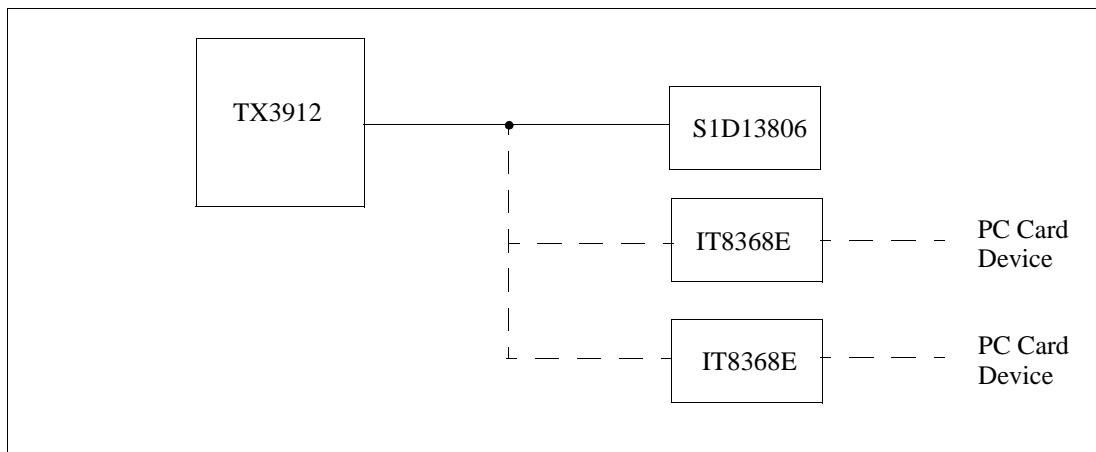 TX3912
S1D13806
IT8368E
PC Card
Device
IT8368E
PC Card
Device